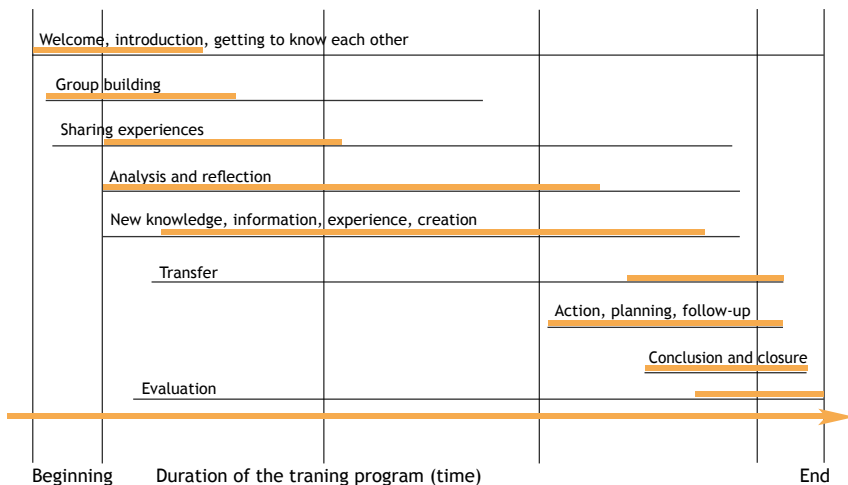 Welcome, introduction, getting to know each other
Group building
Sharing experiences
Analysis and reflection
New knowledge, information, experience, creation
Transfer
Action, planning, follow-up
Conclusion and closure
Evaluation
Beginning Duration of the traning program (time) End